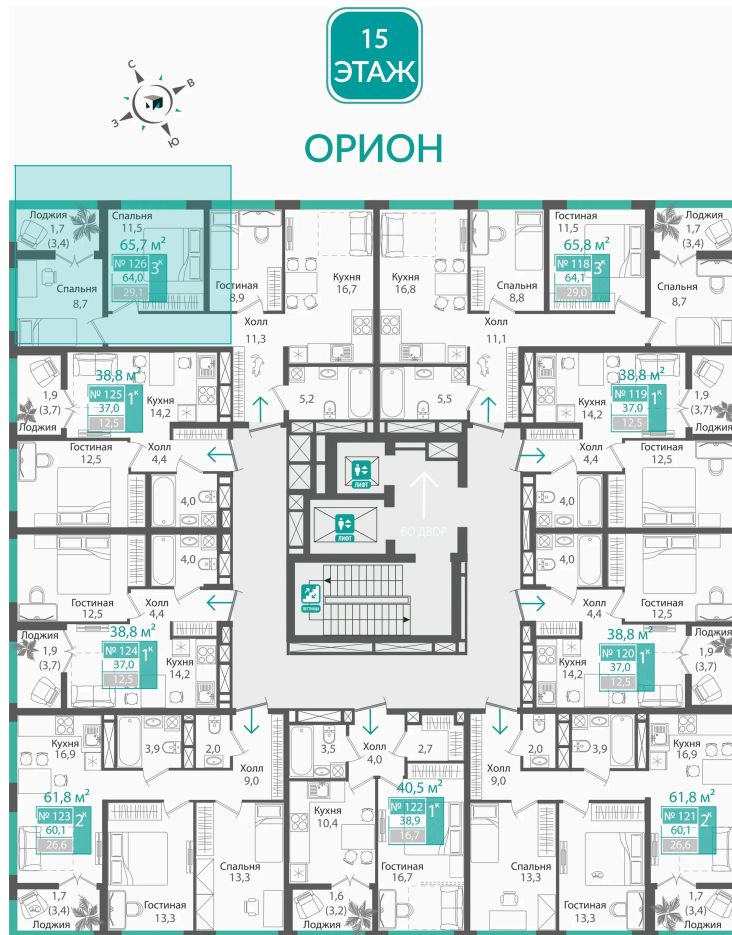 15
ЭТАЖ
С
В
З
Ю
ОРИОН
Лоджия
1,7
(3,4)
Спальня
11,5
65,7 м²
№ 126
3к
64,0
29,1
Спальня
8,7
Гостиная
8,9
Кухня
16,7
Холл
11,3
5,2
Кухня
16,8
Спальня
8,8
Гостиная
11,5
65,8 м²
№ 118
3к
64,1
29,0
Лоджия
1,7
(3,4)
Спальня
8,7
Холл
11,1
5,5
38,8 м²
№ 125
1к
37,0
12,5
1,9
(3,7)
Лоджия
Кухня
14,2
Гостиная
12,5
Холл
4,4
4,0
38,8 м²
№ 119
1к
37,0
12,5
Кухня
14,2
1,9
(3,7)
Лоджия
Холл
4,4
Гостиная
12,5
4,0
ЛИФТ
ЛИФТ
ВО ДВОР
ЛЕСТНИЦА
4,0
Гостиная
12,5
Холл
4,4
Лоджия
1,9
(3,7)
38,8 м²
№ 124
1к
37,0
12,5
Кухня
14,2
4,0
Холл
4,4
Гостиная
12,5
38,8 м²
№ 120
1к
37,0
12,5
Кухня
14,2
Лоджия
1,9
(3,7)
Кухня
16,9
3,9
2,0
Холл
9,0
61,8 м²
№ 123
2к
60,1
26,6
Спальня
13,3
Гостиная
13,3
1,7
(3,4)
Лоджия
3,5
Холл
4,0
2,7
Кухня
10,4
40,5 м²
№ 122
1к
38,9
16,7
Гостиная
16,7
1,6
(3,2)
Лоджия
Холл
9,0
2,0
3,9
Кухня
16,9
61,8 м²
№ 121
2к
60,1
26,6
Спальня
13,3
Гостиная
13,3
1,7
(3,4)
Лоджия